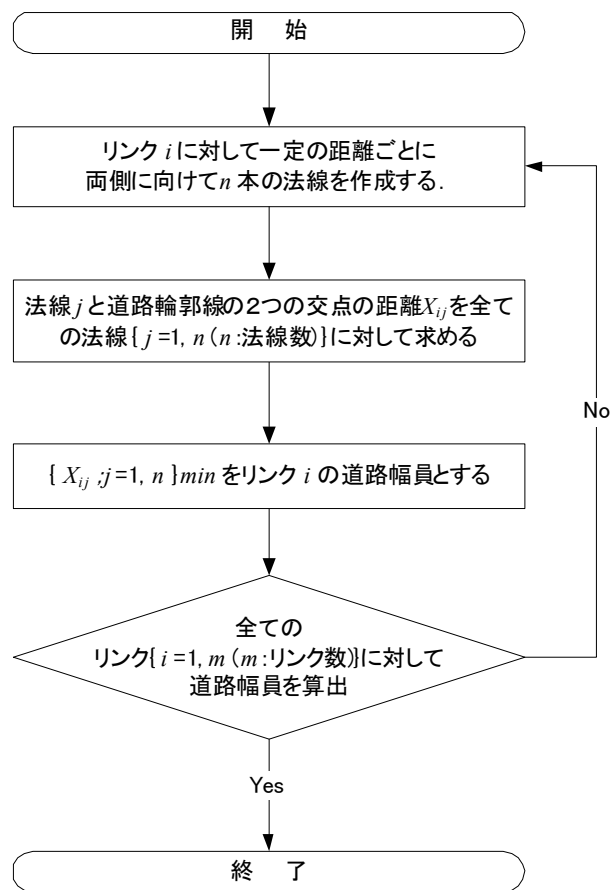 開　始
リンク i に対して一定の距離ごとに
両側に向けてn 本の法線を作成する.
法線 j と道路輪郭線の2つの交点の距離Xijを全て
の法線{ j =1, n (n :法線数)}に対して求める
No
{ Xij ;j =1, n }min をリンク i の道路幅員とする
全ての
リンク{ i =1, m (m :リンク数)}に対して
道路幅員を算出
Yes
終　了